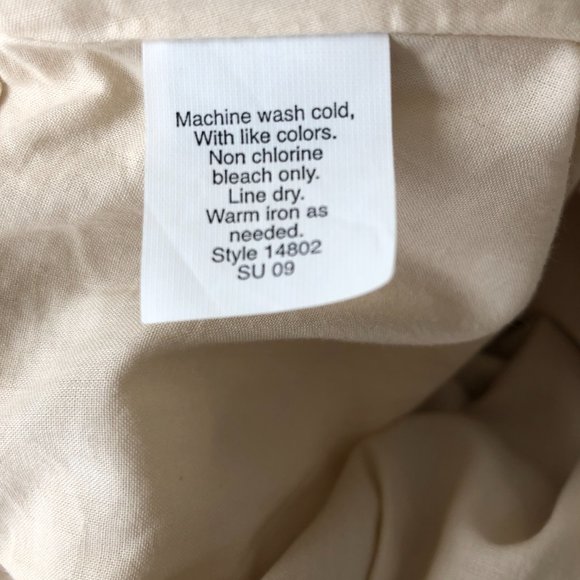 Machine wash cold,
With like colors.
Non chlorine
bleach only.
Line dry.
Warm iron as
needed.
Style 14802
SU 09